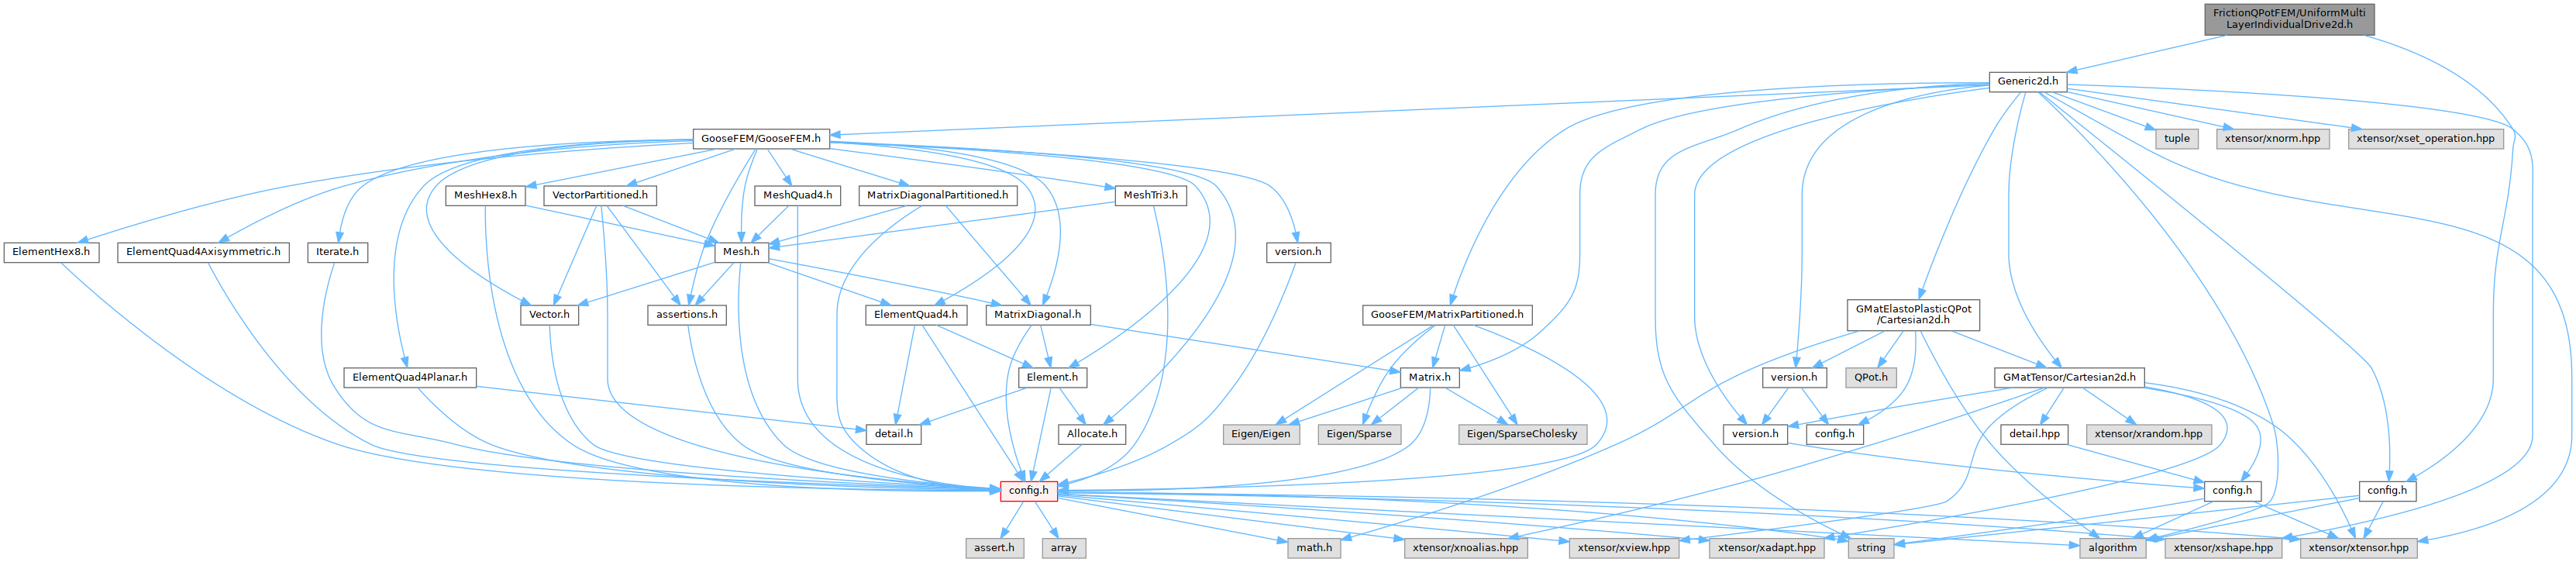 FrictionQPotFEM/UniformMulti
LayerIndividualDrive2d.h
Generic2d.h
GooseFEM/GooseFEM.h
tuple
xtensor/xnorm.hpp
xtensor/xset_operation.hpp
MeshHex8.h
VectorPartitioned.h
MeshQuad4.h
MatrixDiagonalPartitioned.h
MeshTri3.h
ElementHex8.h
ElementQuad4Axisymmetric.h
Iterate.h
Mesh.h
version.h
Vector.h
assertions.h
ElementQuad4.h
MatrixDiagonal.h
GooseFEM/MatrixPartitioned.h
GMatElastoPlasticQPot
/Cartesian2d.h
ElementQuad4Planar.h
Element.h
Matrix.h
version.h
QPot.h
GMatTensor/Cartesian2d.h
detail.h
Allocate.h
Eigen/Eigen
Eigen/Sparse
Eigen/SparseCholesky
version.h
config.h
detail.hpp
xtensor/xrandom.hpp
config.h
config.h
config.h
assert.h
array
math.h
xtensor/xnoalias.hpp
xtensor/xview.hpp
xtensor/xadapt.hpp
string
algorithm
xtensor/xshape.hpp
xtensor/xtensor.hpp